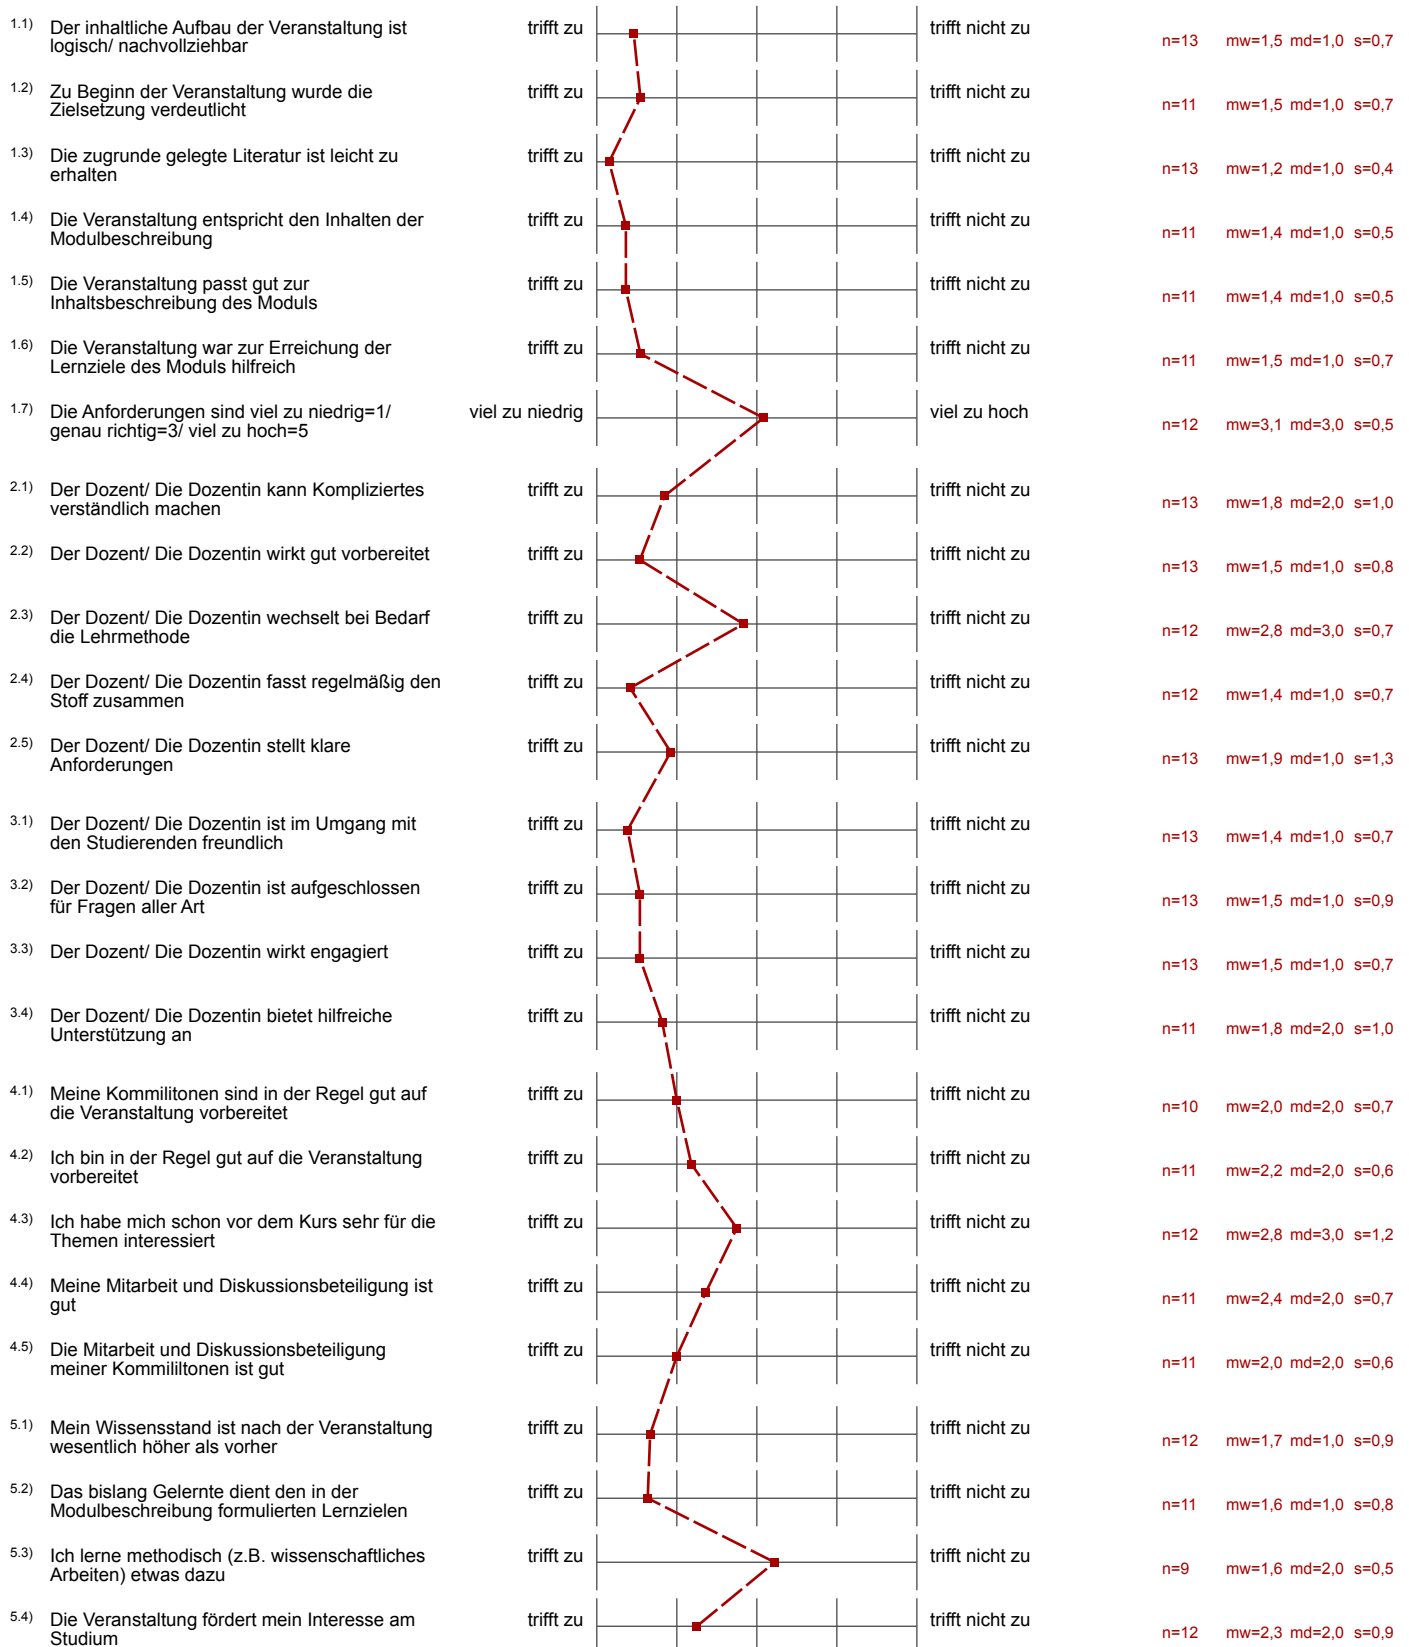 1.1) Der inhaltliche Aufbau der Veranstaltung ist trifft zu trifft nicht zu
logisch/ nachvollziehbar n=13 mw=1,5 md=1,0 s=0,7
1.2) Zu Beginn der Veranstaltung wurde die trifft zu trifft nicht zu
Zielsetzung verdeutlicht n=11 mw=1,5 md=1,0 s=0,7
1.3) Die zugrunde gelegte Literatur ist leicht zu trifft zu trifft nicht zu
erhalten n=13 mw=1,2 md=1,0 s=0,4
1.4) Die Veranstaltung entspricht den Inhalten der trifft zu trifft nicht zu
Modulbeschreibung n=11 mw=1,4 md=1,0 s=0,5
1.5) Die Veranstaltung passt gut zur trifft zu trifft nicht zu
Inhaltsbeschreibung des Moduls n=11 mw=1,4 md=1,0 s=0,5
1.6) Die Veranstaltung war zur Erreichung der trifft zu trifft nicht zu
Lernziele des Moduls hilfreich n=11 mw=1,5 md=1,0 s=0,7
1.7) Die Anforderungen sind viel zu niedrig=1/ viel zu niedrig viel zu hoch
genau richtig=3/ viel zu hoch=5 n=12 mw=3,1 md=3,0 s=0,5
2.1) Der Dozent/ Die Dozentin kann Kompliziertes trifft zu trifft nicht zu
verständlich machen n=13 mw=1,8 md=2,0 s=1,0
2.2) Der Dozent/ Die Dozentin wirkt gut vorbereitet trifft zu trifft nicht zu
n=13 mw=1,5 md=1,0 s=0,8
2.3) Der Dozent/ Die Dozentin wechselt bei Bedarf trifft zu trifft nicht zu
die Lehrmethode n=12 mw=2,8 md=3,0 s=0,7
2.4) Der Dozent/ Die Dozentin fasst regelmäßig den trifft zu trifft nicht zu
Stoff zusammen n=12 mw=1,4 md=1,0 s=0,7
2.5) Der Dozent/ Die Dozentin stellt klare trifft zu trifft nicht zu
Anforderungen n=13 mw=1,9 md=1,0 s=1,3
3.1) Der Dozent/ Die Dozentin ist im Umgang mit trifft zu trifft nicht zu
den Studierenden freundlich n=13 mw=1,4 md=1,0 s=0,7
3.2) Der Dozent/ Die Dozentin ist aufgeschlossen trifft zu trifft nicht zu
für Fragen aller Art n=13 mw=1,5 md=1,0 s=0,9
3.3) Der Dozent/ Die Dozentin wirkt engagiert trifft zu trifft nicht zu
n=13 mw=1,5 md=1,0 s=0,7
3.4) Der Dozent/ Die Dozentin bietet hilfreiche trifft zu trifft nicht zu
Unterstützung an n=11 mw=1,8 md=2,0 s=1,0
4.1) Meine Kommilitonen sind in der Regel gut auf trifft zu trifft nicht zu
die Veranstaltung vorbereitet n=10 mw=2,0 md=2,0 s=0,7
4.2) Ich bin in der Regel gut auf die Veranstaltung trifft zu trifft nicht zu
vorbereitet n=11 mw=2,2 md=2,0 s=0,6
4.3) Ich habe mich schon vor dem Kurs sehr für die trifft zu trifft nicht zu
Themen interessiert n=12 mw=2,8 md=3,0 s=1,2
4.4) Meine Mitarbeit und Diskussionsbeteiligung ist trifft zu trifft nicht zu
gut n=11 mw=2,4 md=2,0 s=0,7
4.5) Die Mitarbeit und Diskussionsbeteiligung trifft zu trifft nicht zu
meiner Kommililtonen ist gut n=11 mw=2,0 md=2,0 s=0,6
5.1) Mein Wissensstand ist nach der Veranstaltung trifft zu trifft nicht zu
wesentlich höher als vorher n=12 mw=1,7 md=1,0 s=0,9
5.2) Das bislang Gelernte dient den in der trifft zu trifft nicht zu
Modulbeschreibung formulierten Lernzielen n=11 mw=1,6 md=1,0 s=0,8
5.3) Ich lerne methodisch (z.B. wissenschaftliches trifft zu trifft nicht zu
Arbeiten) etwas dazu n=9 mw=1,6 md=2,0 s=0,5
5.4) Die Veranstaltung fördert mein Interesse am trifft zu trifft nicht zu
Studium n=12 mw=2,3 md=2,0 s=0,9